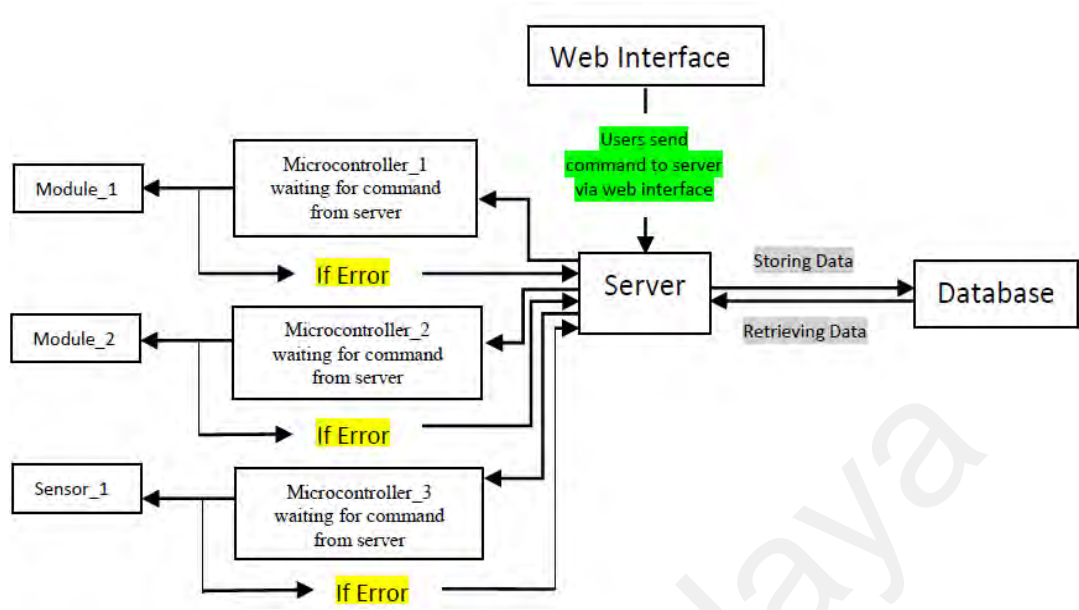 Web Interface
Users send
command to server
via web interface
Module_1
Microcontroller_1
waiting for command
from server
If Error
Server
Storing Data
Retrieving Data
Database
Module_2
Microcontroller_2
waiting for command
from server
If Error
Sensor_1
Microcontroller_3
waiting for command
from server
If Error
laya